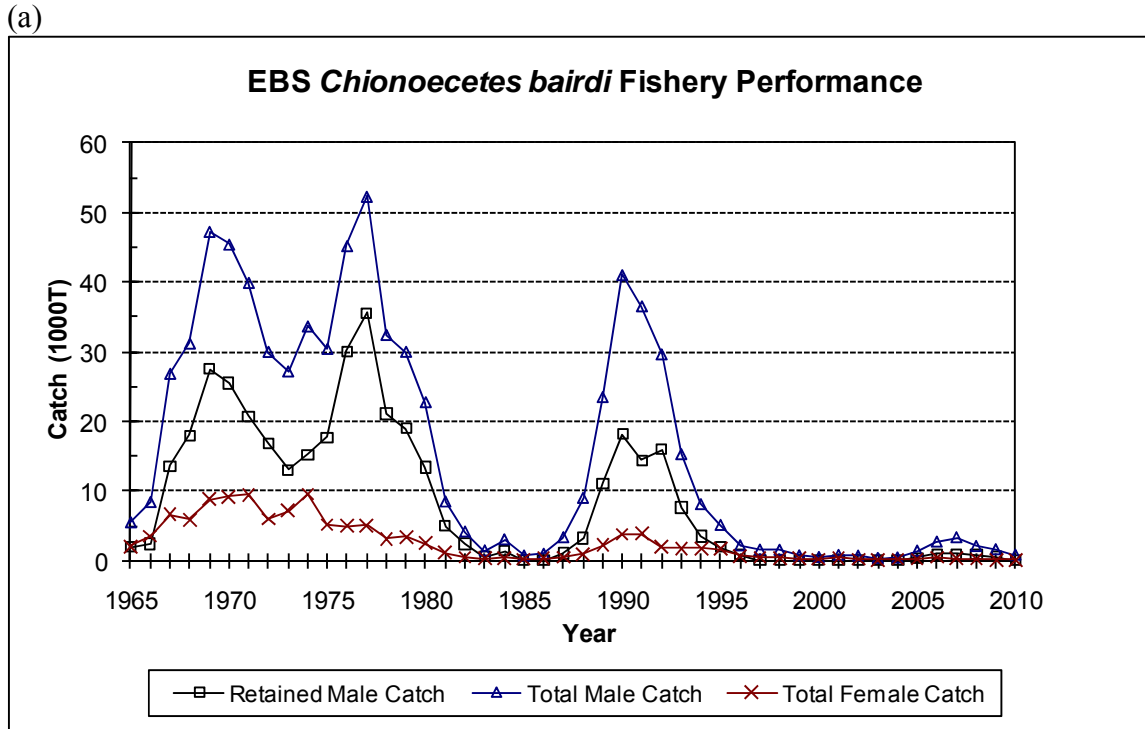 (a)
EBS Chionoecetes bairdi Fishery Performance
60
50
40
30
20
10
0
Catch (1000T)
1965 1970 1975 1980 1985 1990 1995 2000 2005 2010
Year
Retained Male Catch Total Male Catch Total Female Catch